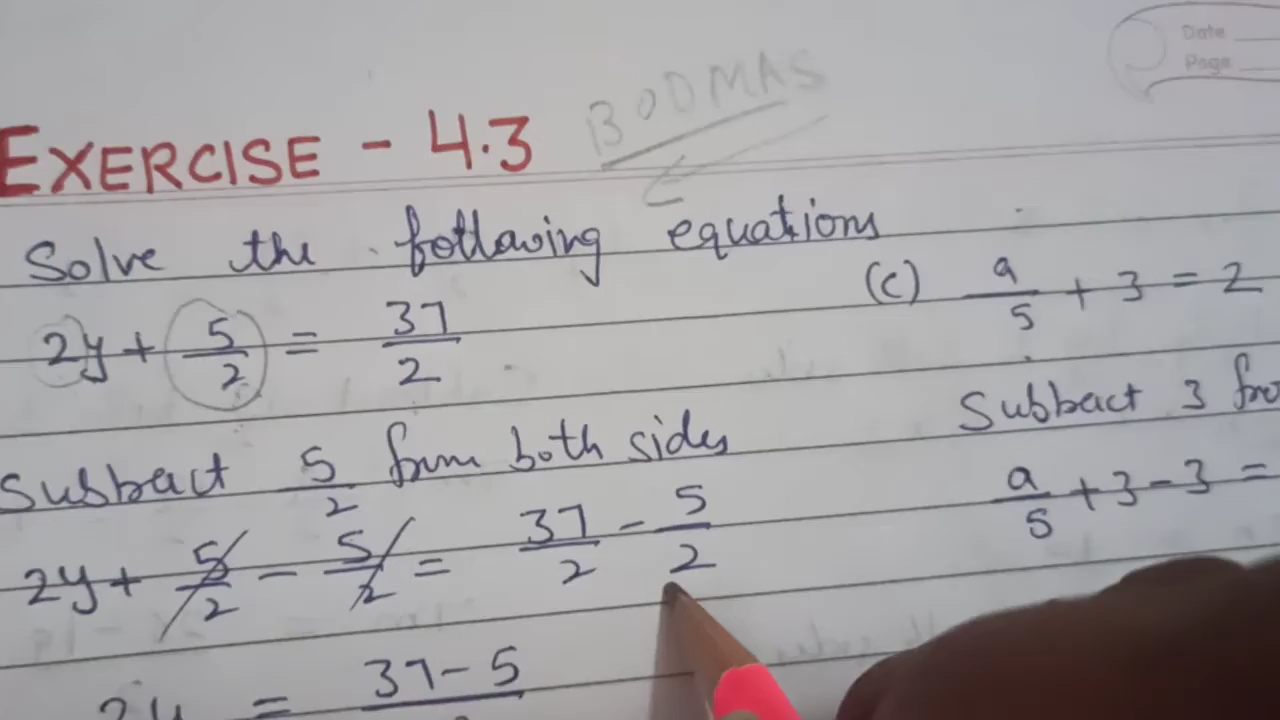 Date
Page
BODMAS
EXERCISE - 4.3
Solve the following equations
2y + 5/2 = 37/2
Subtract 5/2 from both sides
2y + 5/2 - 5/2 = 37/2 - 5/2
2y = 37-5
(c) a/5 + 3 = 2
Subtract 3 fro
a/5 + 3 - 3 =